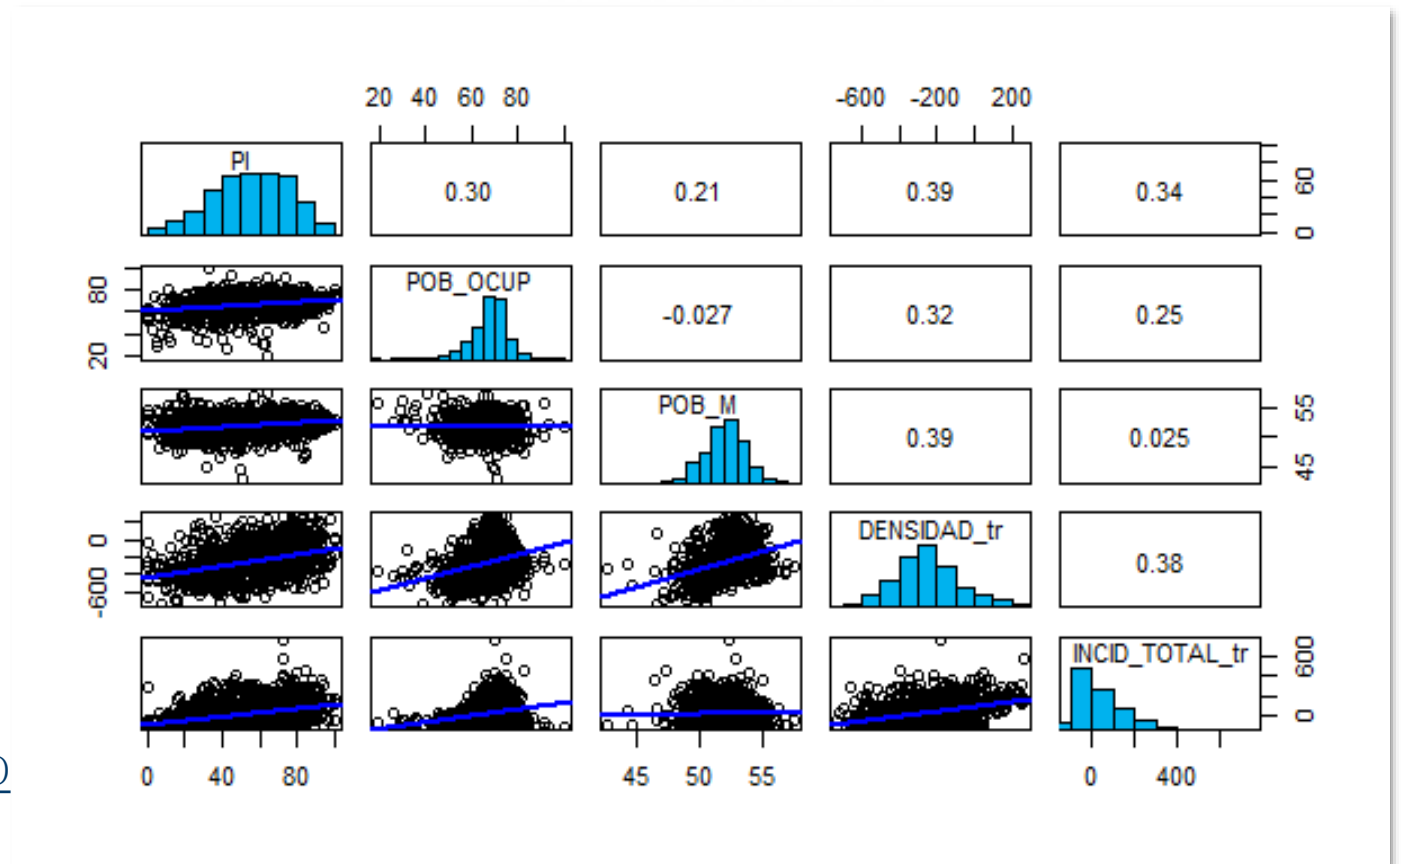 20 40 60 80 -600 -200 200
PI 0.30 0.21 0.39 0.34 0 60
20 80 POB_OCUP -0.027 0.32 0.25
POB_M 0.39 0.025 45 55
-600 0 DENSIDAD_tr 0.38
INCID_TOTAL_tr 0 600
0 40 80 45 50 55 0 400
)